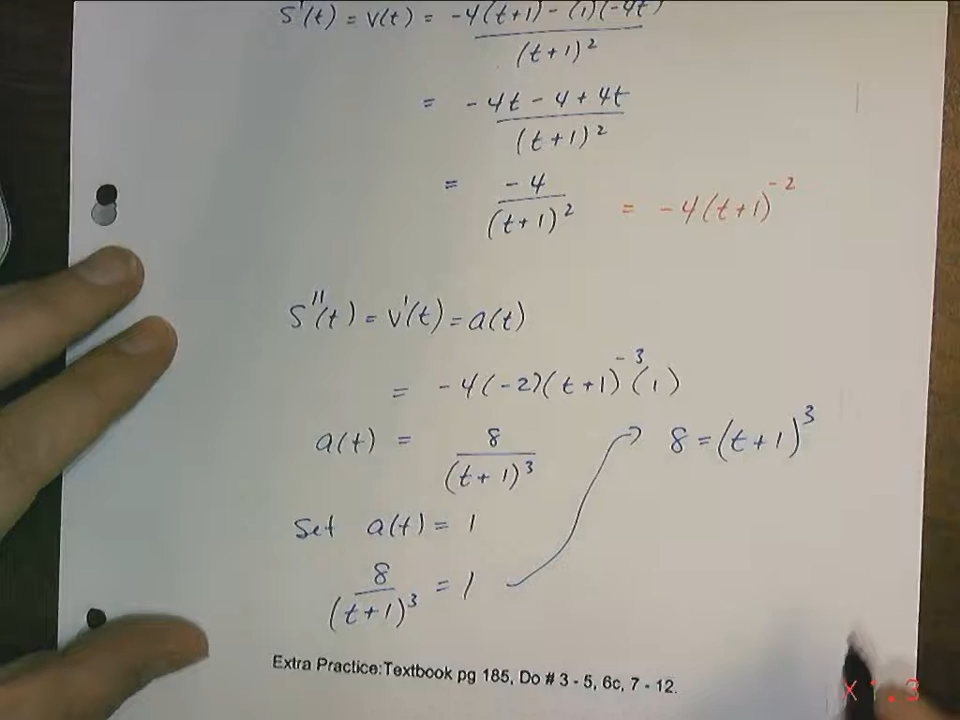 S'(t) = v(t) = -4(t+1) - (1)(-4t)
(t+1)²
= -4t - 4 + 4t
(t+1)²
= -4
(t+1)² = -4(t+1)⁻²
S''(t) = v'(t) = a(t)
= -4(-2)(t+1)⁻³(1)
a(t) = 8
(t+1)³
8 = (t+1)³
Set a(t) = 1
8
(t+1)³ = 1
Extra Practice:Textbook pg 185, Do # 3 - 5, 6c, 7 - 12.
x1.3